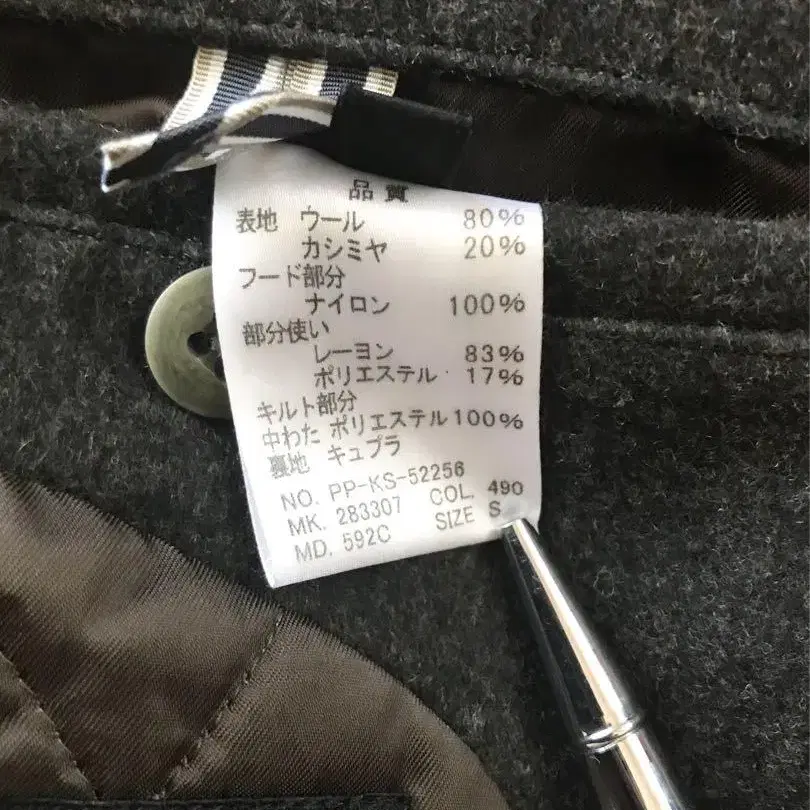 品質
表地 ウール 80%
カシミヤ 20%
フード部分
ナイロン 100%
部分使い
レーヨン 83%
ポリエステル 17%
キルト部分
中わた ポリエステル 100%
裏地 キュプラ
NO. PP-KS-52256
MK. 283307 COL. 490
MD. 592C SIZE S